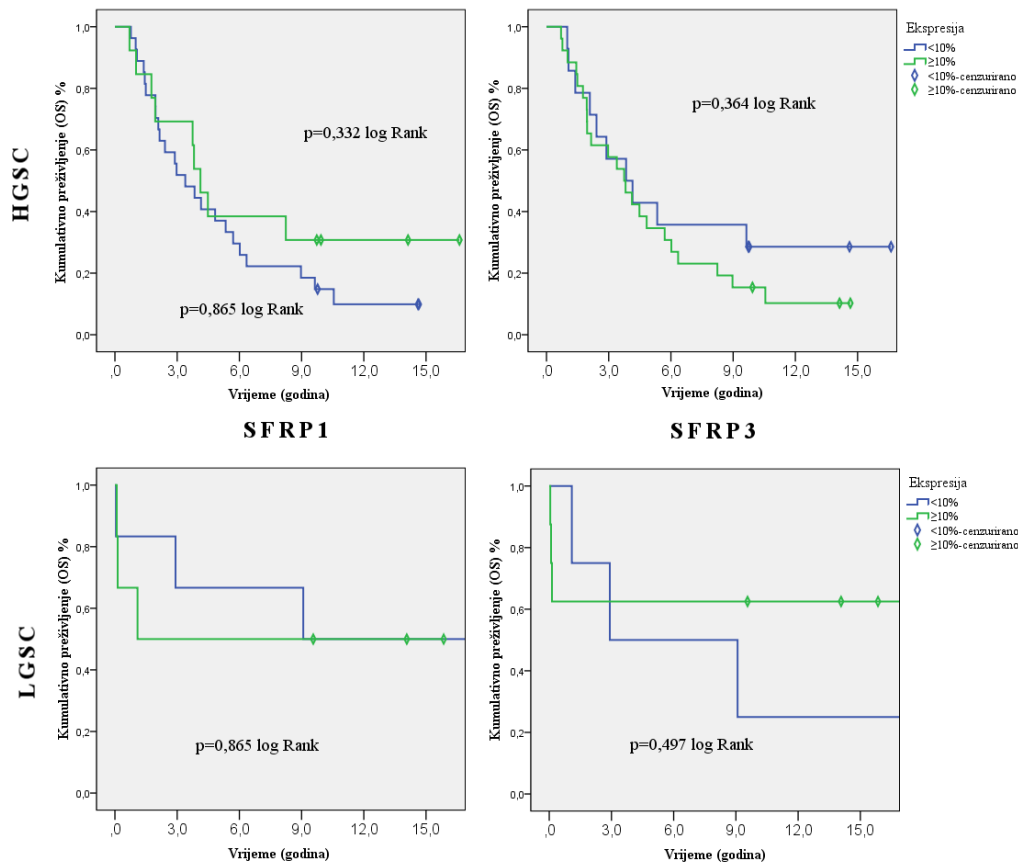 HGSC
Kumulativno preživljenje (OS) %
1,0
0,8
0,6
0,4
0,2
0,0
p=0,332 log Rank
p=0,865 log Rank
,0 3,0 6,0 9,0 12,0 15,0
Vrijeme (godina)
SFRP1
Kumulativno preživljenje (OS) %
1,0
0,8
0,6
0,4
0,2
0,0
p=0,364 log Rank
,0 3,0 6,0 9,0 12,0 15,0
Vrijeme (godina)
SFRP3
Ekspresija
<10%
≥10%
<10%-cenzurirano
≥10%-cenzurirano
LGSC
Kumulativno preživljenje (OS) %
1,0
0,8
0,6
0,4
0,2
0,0
p=0,865 log Rank
,0 3,0 6,0 9,0 12,0 15,0
Vrijeme (godina)
Kumulativno preživljenje (OS) %
1,0
0,8
0,6
0,4
0,2
0,0
p=0,497 log Rank
,0 3,0 6,0 9,0 12,0 15,0
Vrijeme (godina)
Ekspresija
<10%
≥10%
<10%-cenzurirano
≥10%-cenzurirano